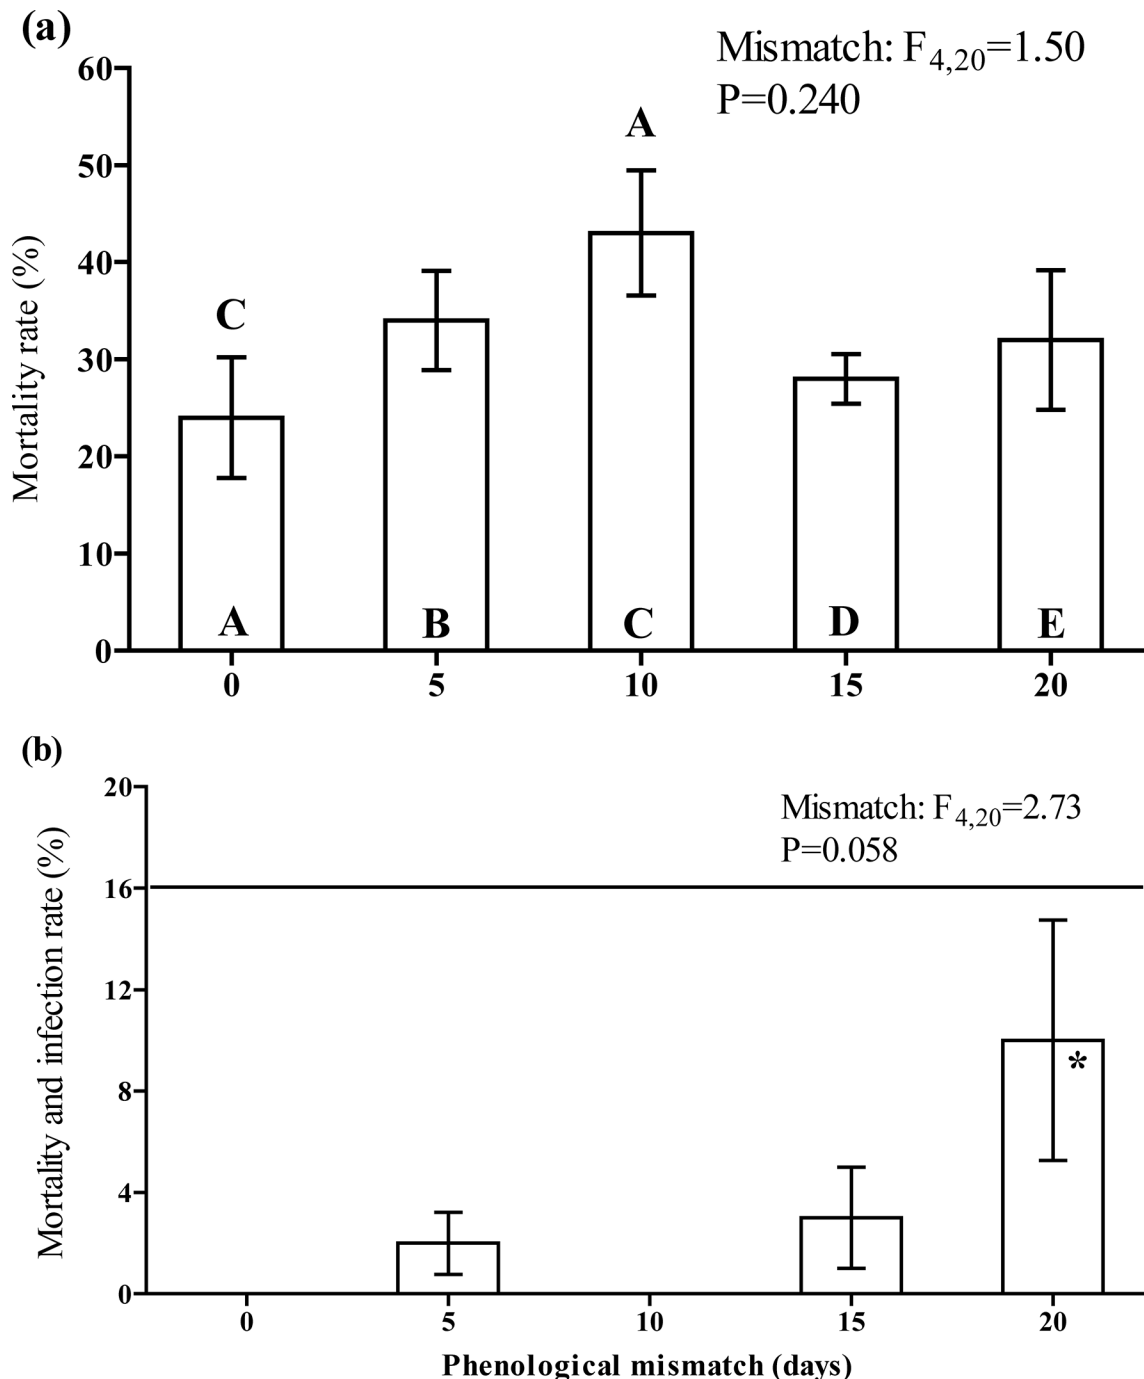 (a)
Mismatch: F4,20=1.50
P=0.240
Mortality rate (%)
60
50
40
30
20
10
0
C
A
A
B
C
D
E
0
5
10
15
20
(b)
Mismatch: F4,20=2.73
P=0.058
Mortality and infection rate (%)
20
16
12
8
4
0
*
0
5
10
15
20
Phenological mismatch (days)